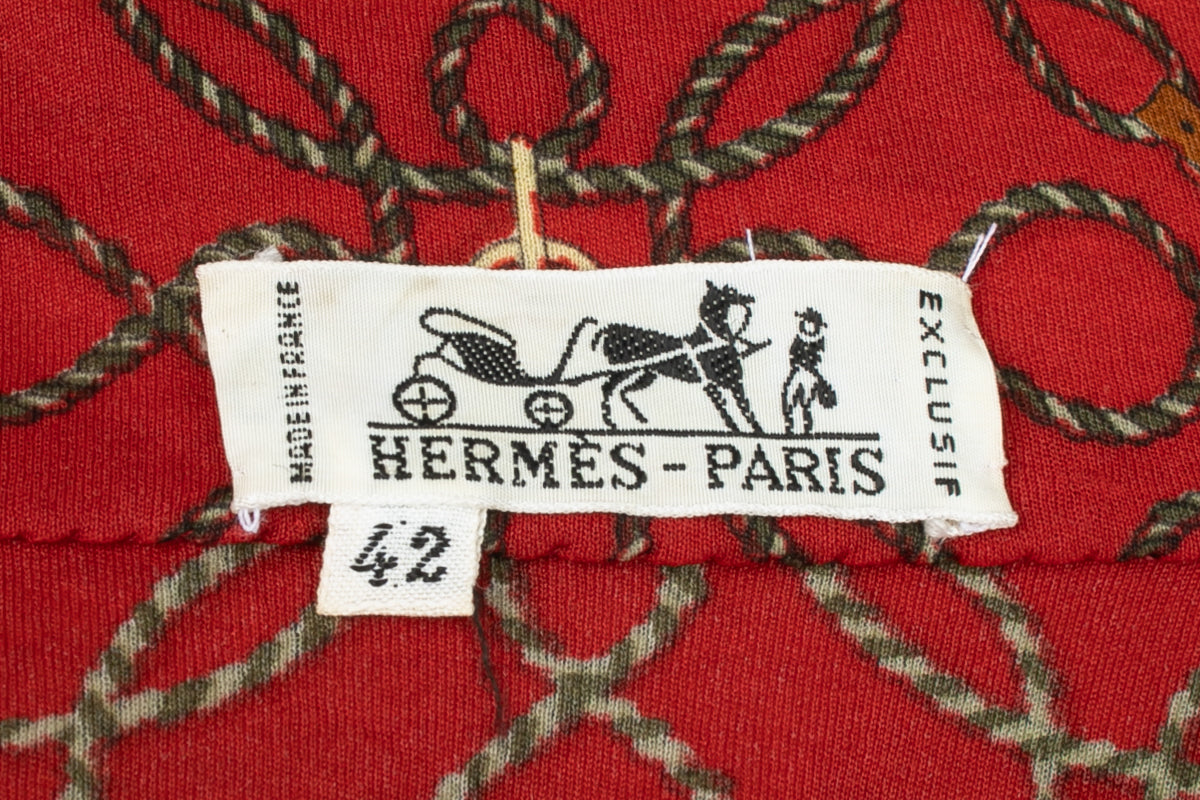 MADE IN FRANCE
HERMÈS-PARIS
EXCLUSIF
42